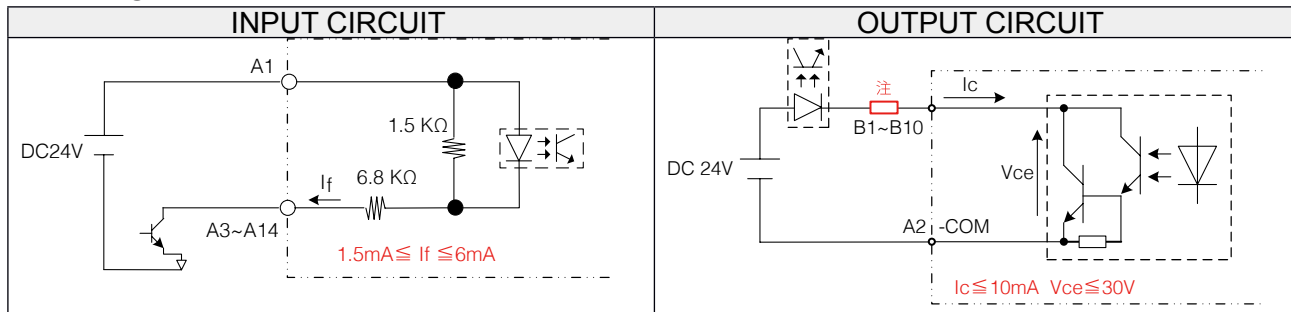 INPUT CIRCUIT
A1
1.5 KΩ
DC24V
6.8 KΩ
If
A3~A14
1.5mA≦ If ≦6mA
OUTPUT CIRCUIT
注
Ic
B1~B10
DC 24V
Vce
A2 -COM
Ic≦10mA Vce≦30V